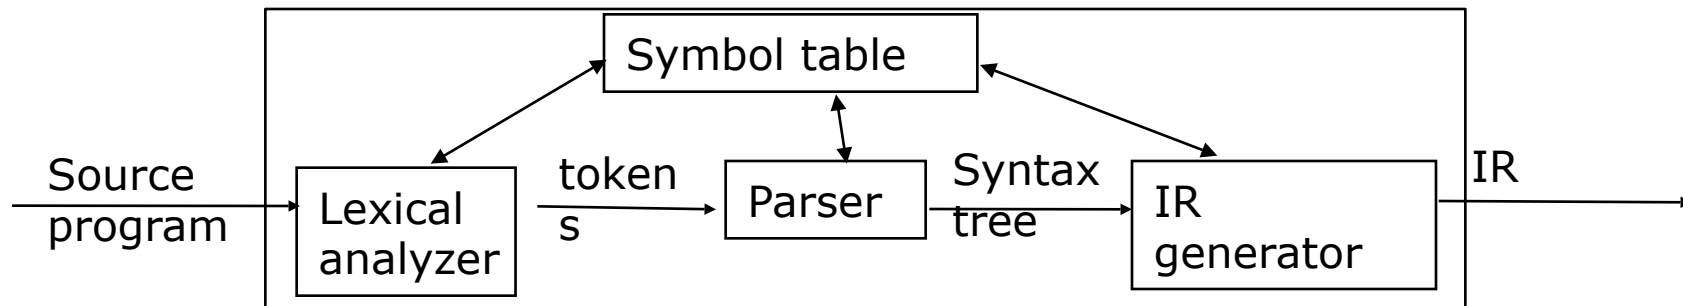 Symbol table
Source
program
Lexical
analyzer
token
s
Parser
Syntax
tree
IR
generator
IR